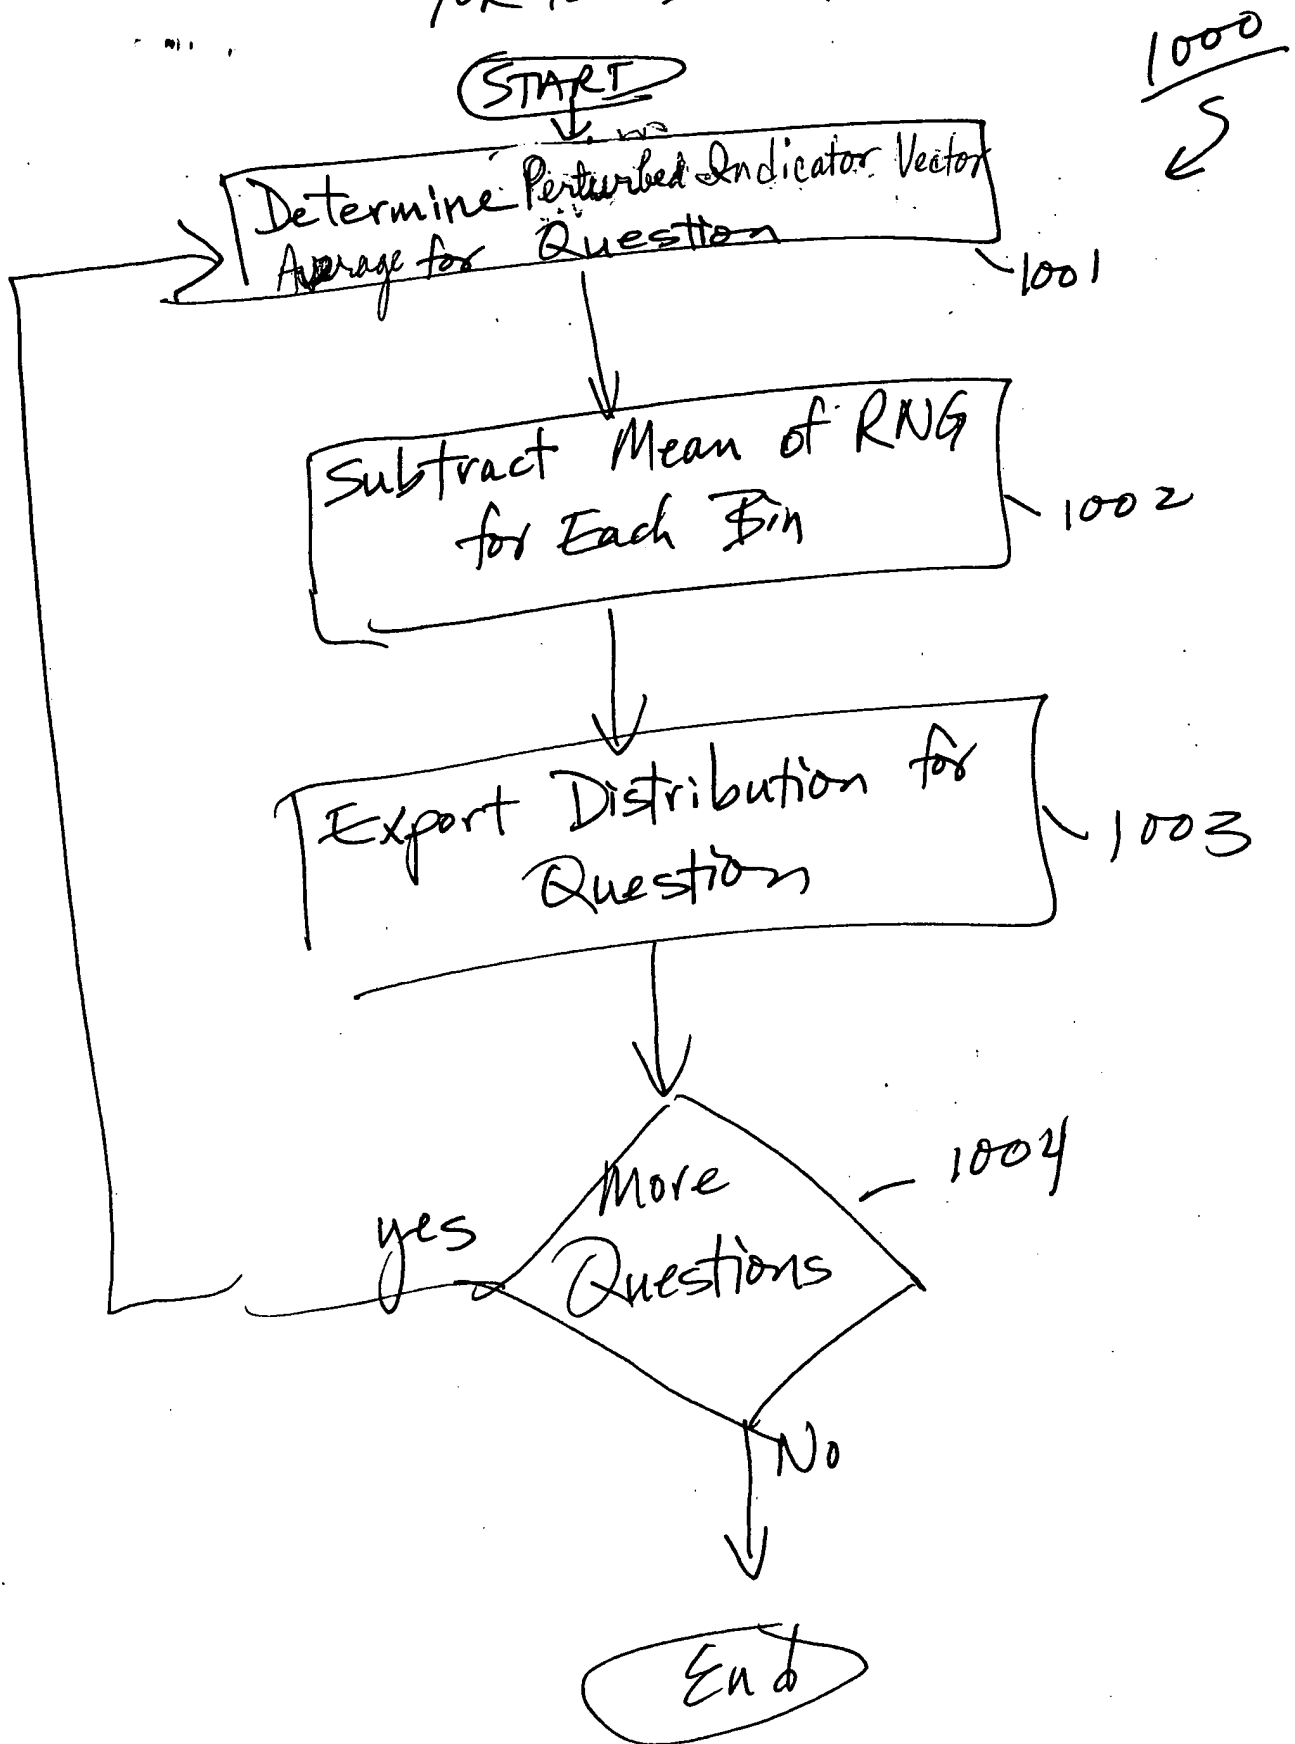 1000
START
Determine Perturbed Indicator Vector
Average for Question
1001
Subtract Mean of RNG
for Each Bin
1002
Export Distribution for
Question
1003
More
Questions
1004
yes
No
End